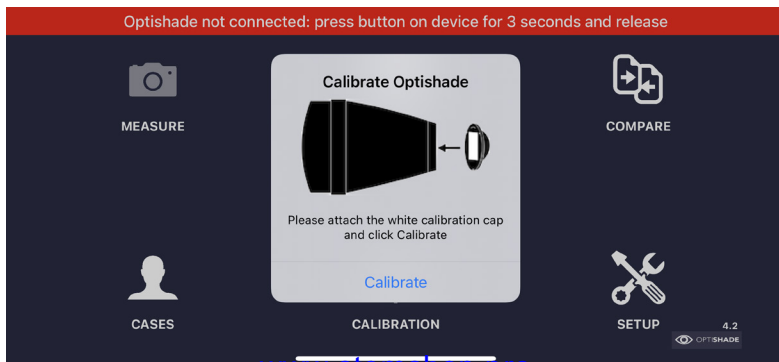 Optishade not connected: press button on device for 3 seconds and release
Calibrate Optishade
MEASURE
COMPARE
Please attach the white calibration cap
and click Calibrate
Calibrate
CASES
CALIBRATION
SETUP
4.2
OPTISHADE